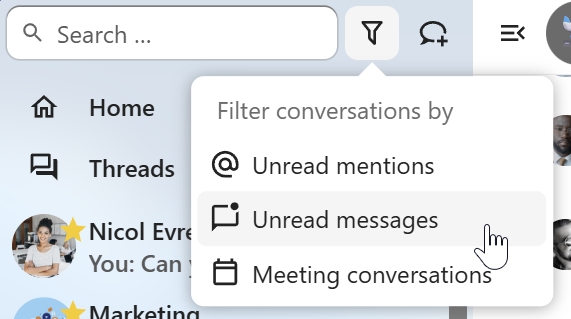 Search ...
Filter conversations by
Home
Unread mentions
Threads
Unread messages
Nicol Evre
You: Can
Meeting conversations
Marketing